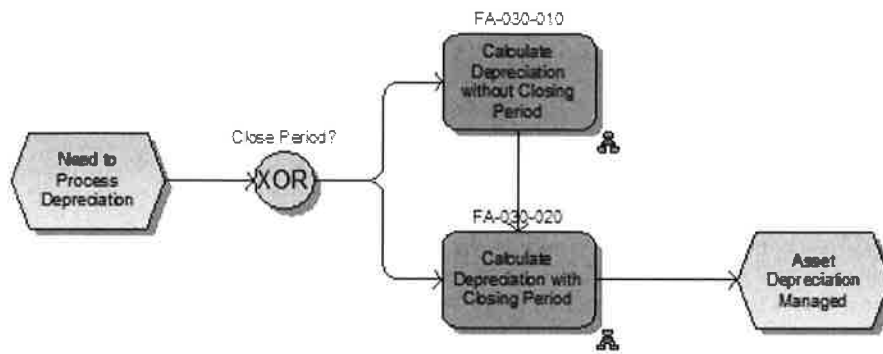 FA-030-010
Calculate
Depreciation
without Closing
Period
Close Period?
Need to
Process
Depreciation
XOR
FA-030-020
Calculate
Depreciation with
Closing Period
Asset
Depreciation
Managed